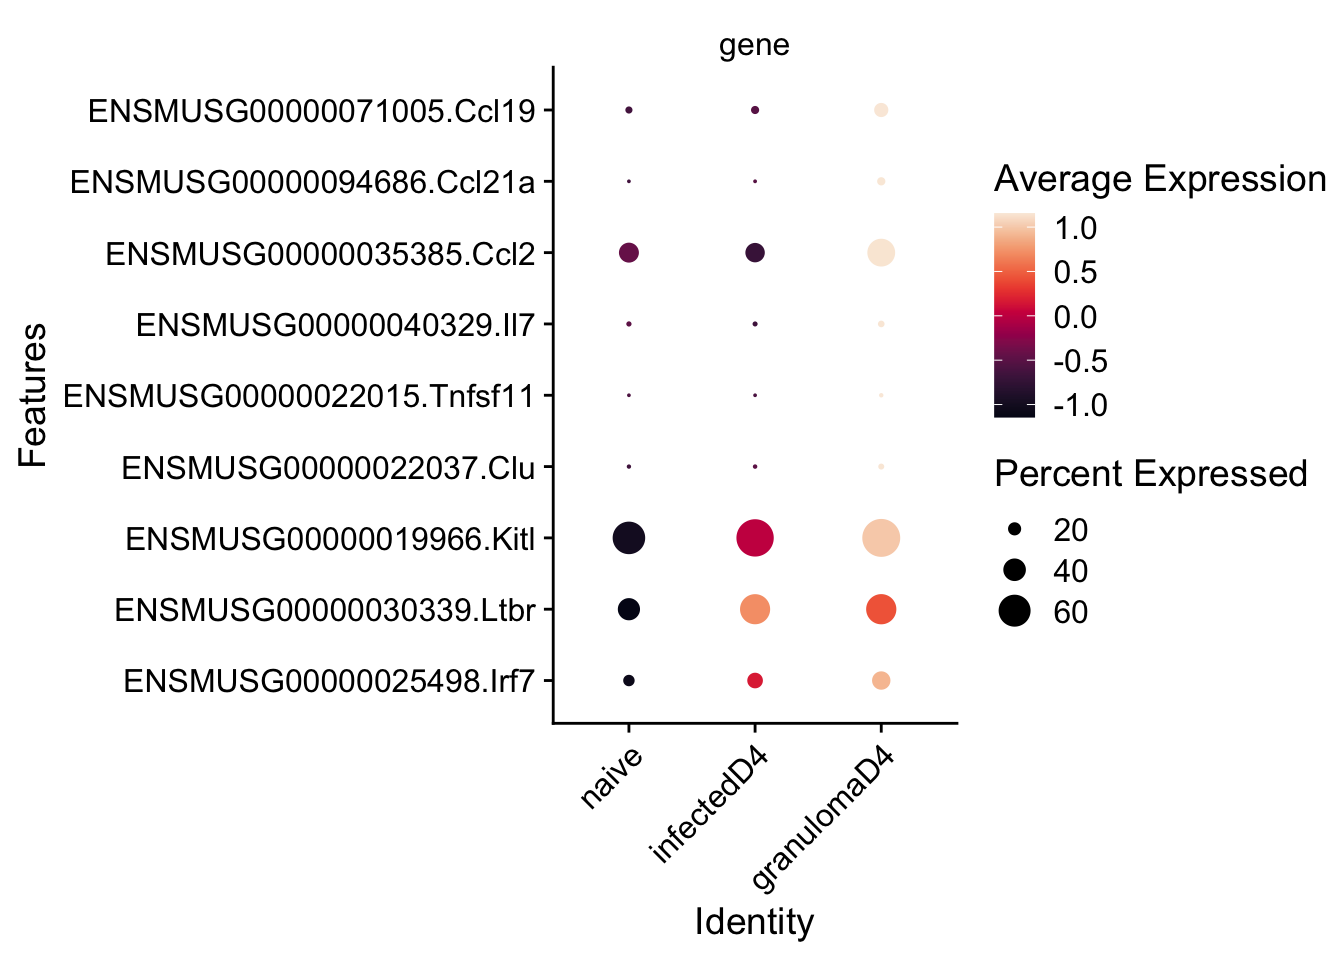 gene
ENSMUSG00000071005.Ccl19
ENSMUSG00000094686.Ccl21a
ENSMUSG00000035385.Ccl2
ENSMUSG00000040329.Il7
ENSMUSG00000022015.Tnfsf11
ENSMUSG00000022037.Clu
ENSMUSG00000019966.Kitl
ENSMUSG00000030339.Ltbr
ENSMUSG00000025498.Irf7
Features
naive
infectedD4
granulomaD4
Identity
Average Expression
1.0
0.5
0.0
-0.5
-1.0
Percent Expressed
20
40
60